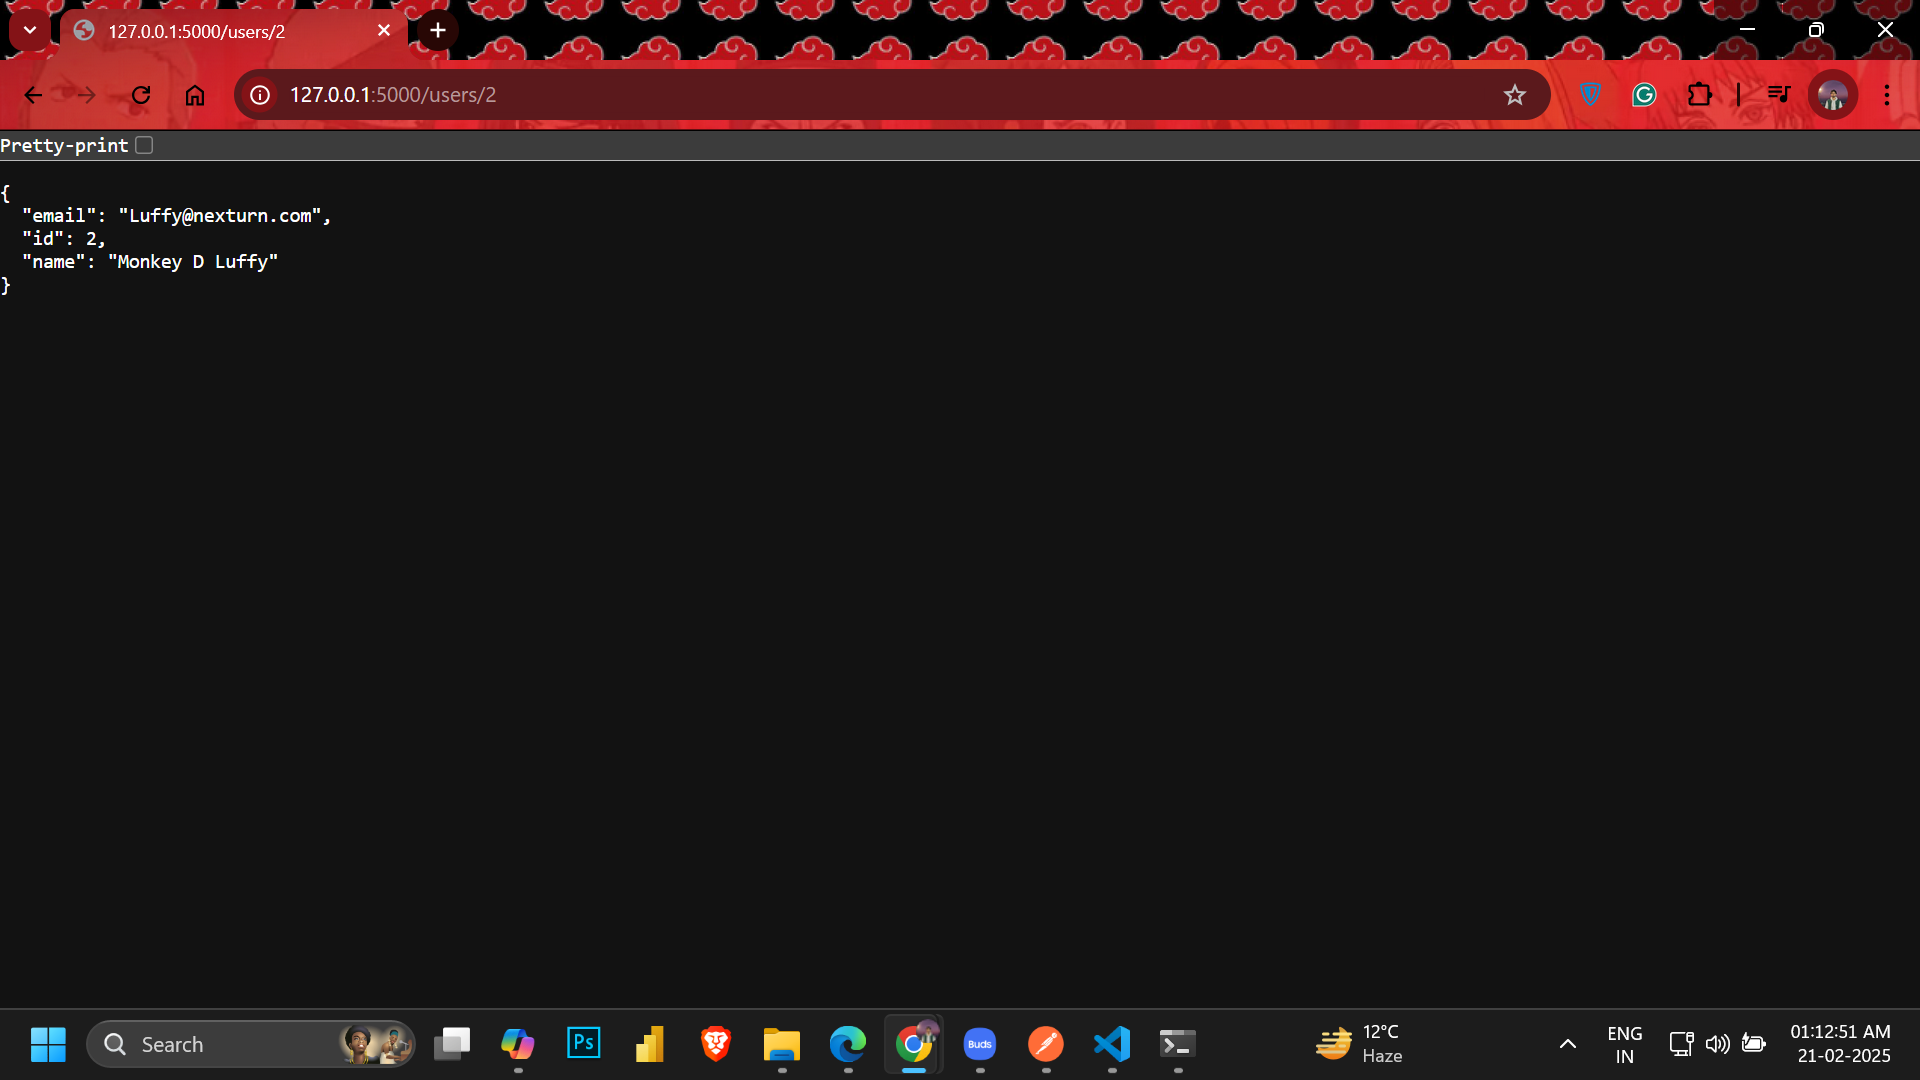 127.0.0.1:5000/users/2
127.0.0.1:5000/users/2
Pretty-print
{
  "email": "Luffy@nexturn.com",
  "id": 2,
  "name": "Monkey D Luffy"
}
Search
Ps
Buds
12°C
Haze
ENG
IN
01:12:51 AM
21-02-2025